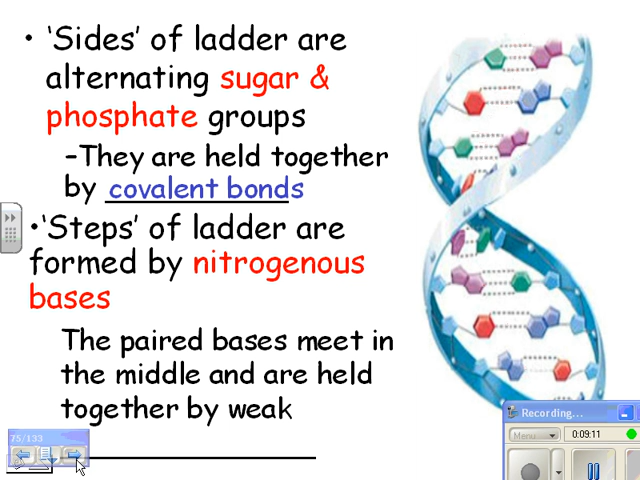 • ‘Sides’ of ladder are
alternating sugar &
phosphate groups
–They are held together
by covalent bonds
•‘Steps’ of ladder are
formed by nitrogenous
bases
The paired bases meet in
the middle and are held
together by weak
75/133
Recording...
Menu
0:09:11